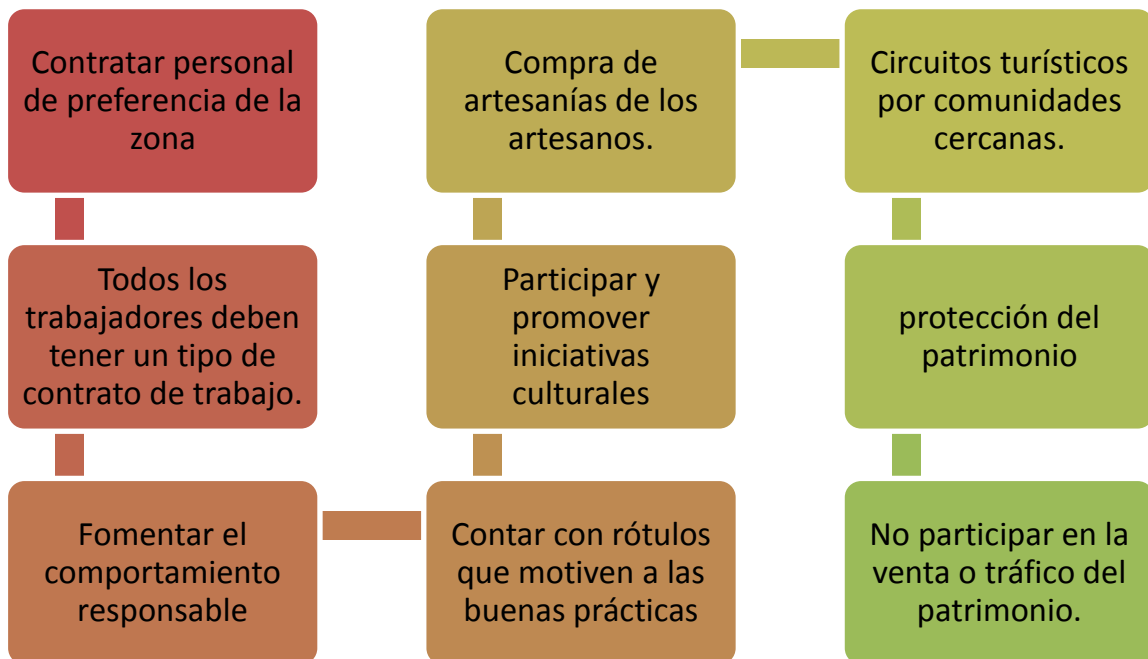 Contratar personal
de preferencia de la
zona
Todos los
trabajadores deben
tener un tipo de
contrato de trabajo.
Fomentar el
comportamiento
responsable
Contar con rótulos
que motiven a las
buenas prácticas
Participar y
promover
iniciativas
culturales
Compra de
artesanías de los
artesanos.
Circuitos turísticos
por comunidades
cercanas.
protección del
patrimonio
No participar en la
venta o tráfico del
patrimonio.